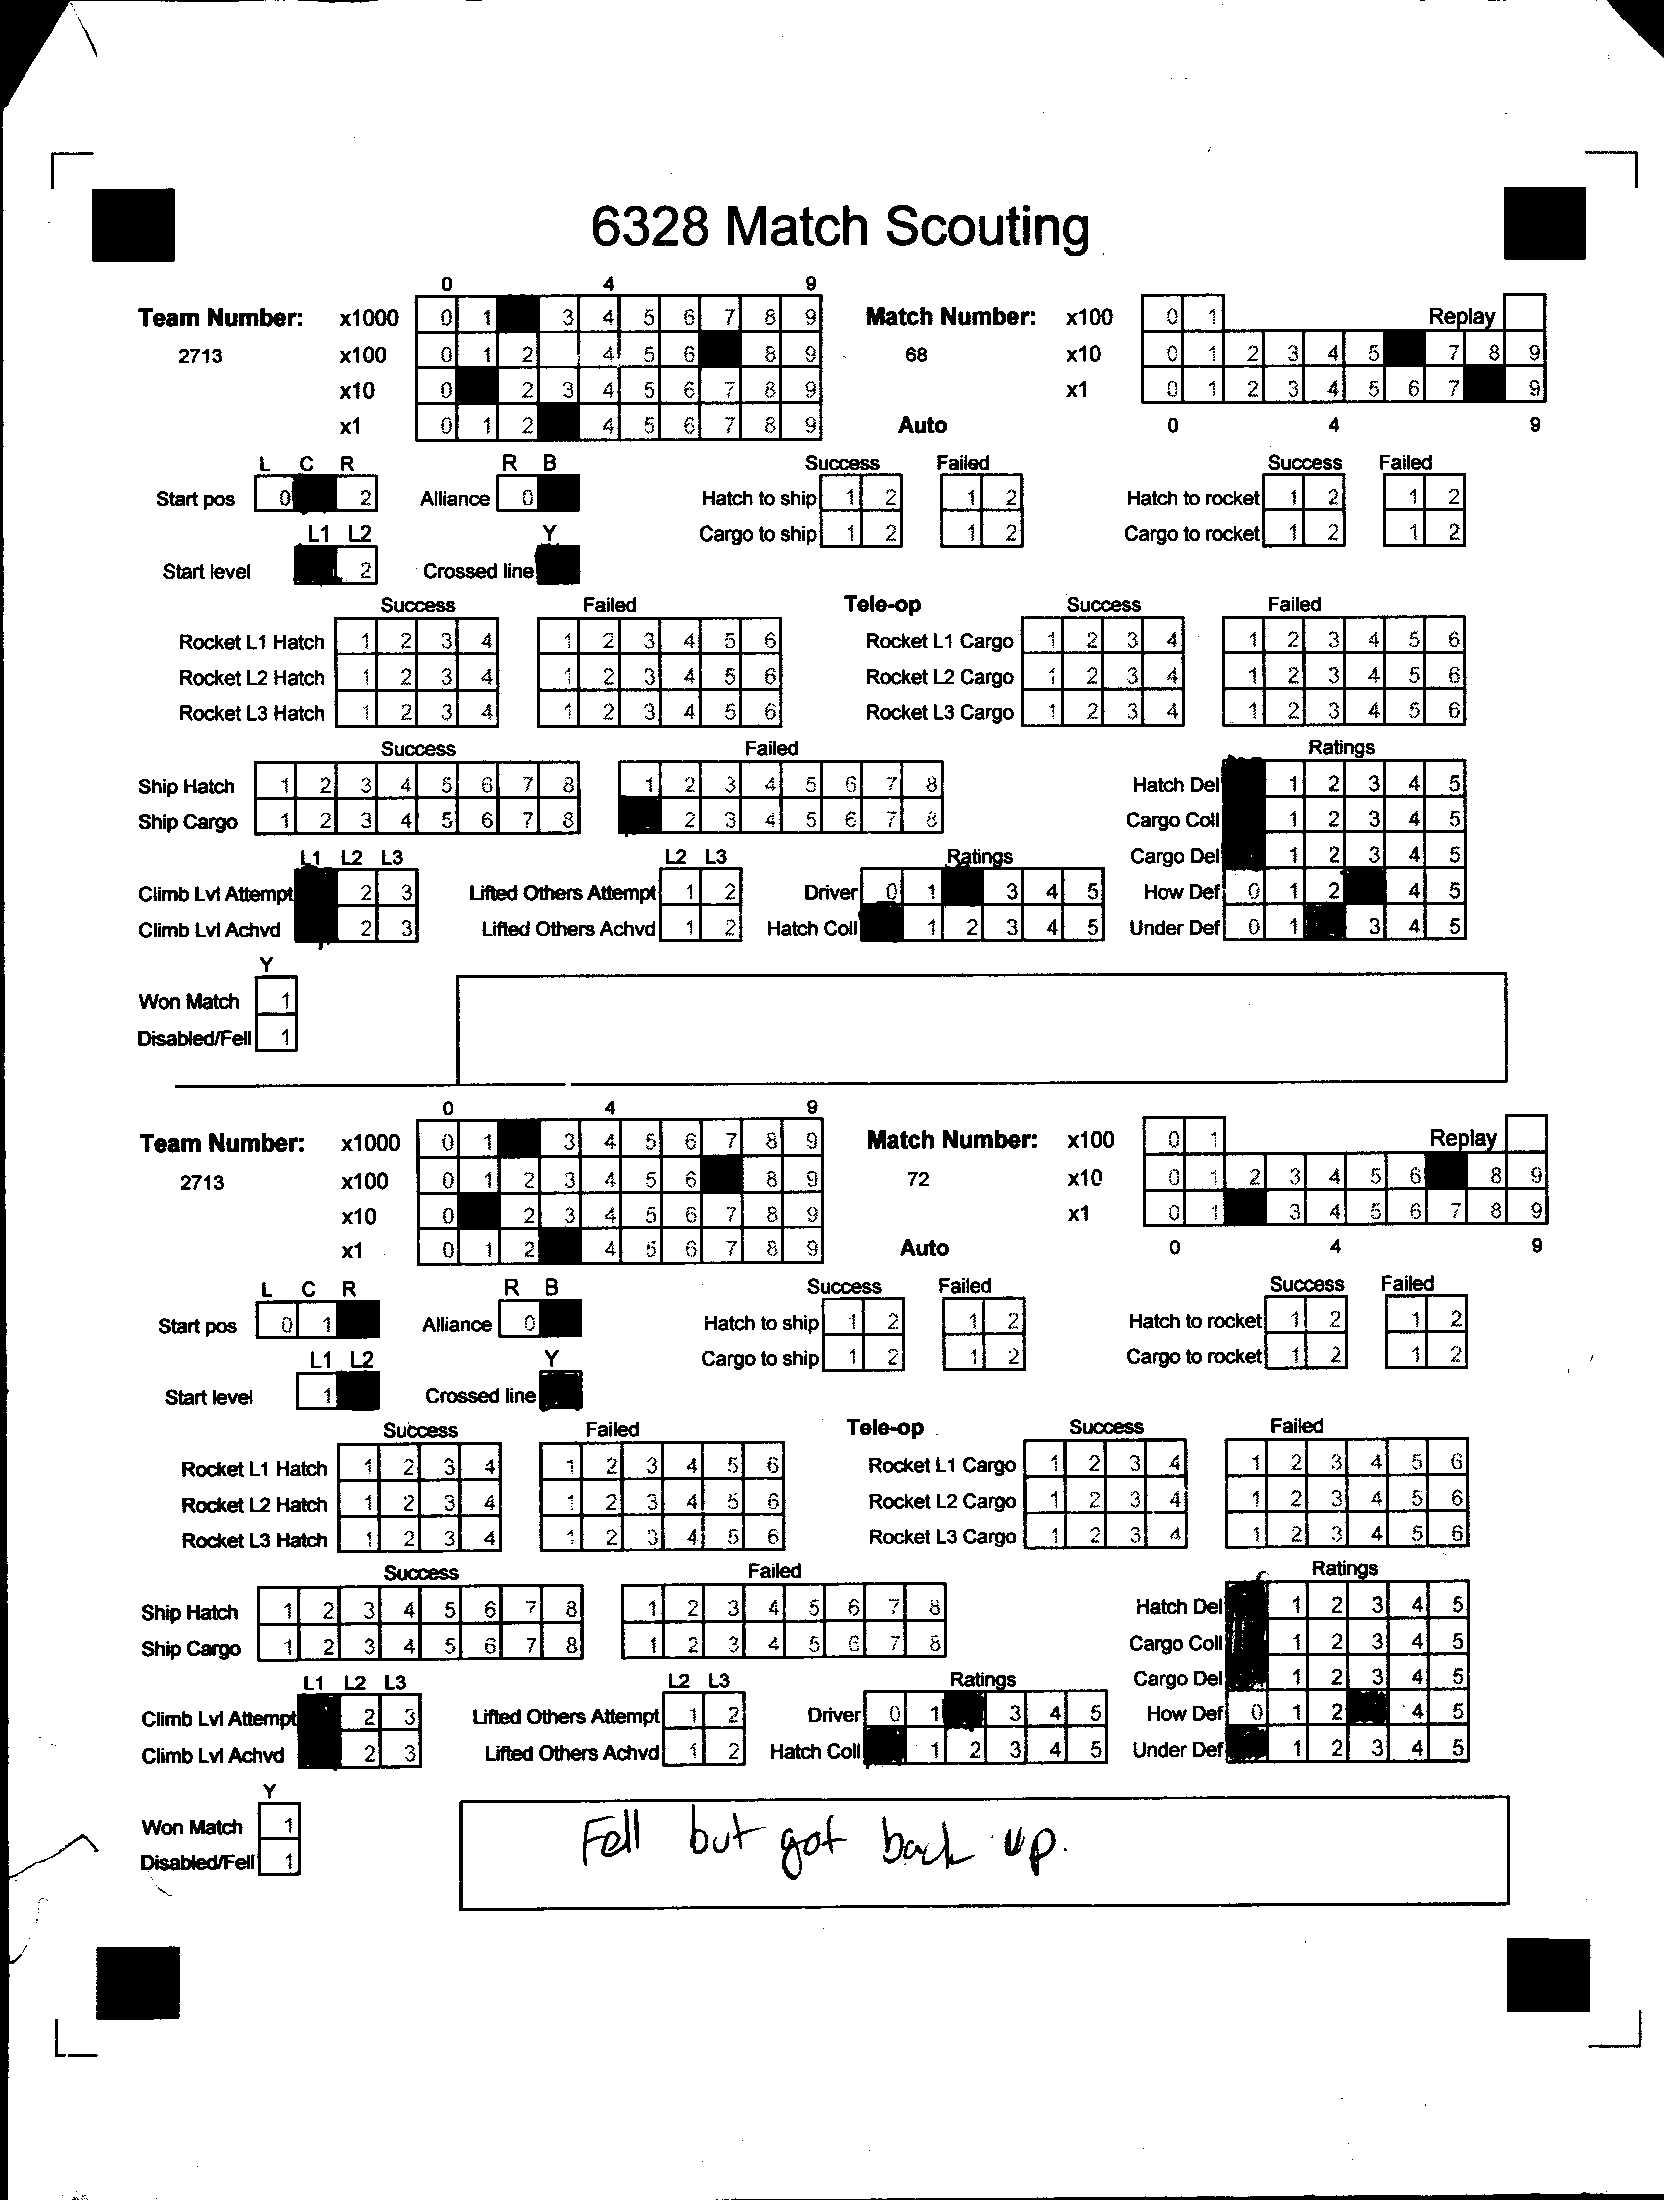 6328 Match Scouting
0 4 9
Team Number: x1000 0 1 3 4 5 6 7 8 9 Match Number: x100 0 1 Replay
2713 x100 0 1 2 4 5 6 8 9 68 x10 0 1 2 3 4 5 7 8 9
x10 0 2 3 4 5 6 7 8 9 x1 0 1 2 3 4 5 6 7 9
x1 0 1 2 4 5 6 7 8 9 Auto 0 4 9
L C R R B Success Failed Success Failed
Start pos 0 2 Alliance 0 Hatch to ship 1 2 1 2 Hatch to rocket 1 2 1 2
L1 L2 Y Cargo to ship 1 2 1 2 Cargo to rocket 1 2 1 2
Start level 2 Crossed line
Success Failed Tele-op Success Failed
Rocket L1 Hatch 1 2 3 4 1 2 3 4 5 6 Rocket L1 Cargo 1 2 3 4 1 2 3 4 5 6
Rocket L2 Hatch 1 2 3 4 1 2 3 4 5 6 Rocket L2 Cargo 1 2 3 4 1 2 3 4 5 6
Rocket L3 Hatch 1 2 3 4 1 2 3 4 5 6 Rocket L3 Cargo 1 2 3 4 1 2 3 4 5 6
Success Failed Ratings
Ship Hatch 1 2 3 4 5 6 7 8 1 2 3 4 5 6 7 8 Hatch Del 1 2 3 4 5
Ship Cargo 1 2 3 4 5 6 7 8 2 3 4 5 6 7 8 Cargo Coll 1 2 3 4 5
L1 L2 L3 L2 L3 Ratings Cargo Del 1 2 3 4 5
Climb Lvl Attempt 2 3 Lifted Others Attempt 1 2 Driver 0 1 3 4 5 How Def 0 1 2 4 5
Climb Lvl Achvd 2 3 Lifted Others Achvd 1 2 Hatch Coll 1 2 3 4 5 Under Def 0 1 3 4 5
Y
Won Match 1
Disabled/Fell 1
0 4 9
Team Number: x1000 0 1 3 4 5 6 7 8 9 Match Number: x100 0 1 Replay
2713 x100 0 1 2 3 4 5 6 8 9 72 x10 0 1 2 3 4 5 6 8 9
x10 0 2 3 4 5 6 7 8 9 x1 0 1 3 4 5 6 7 8 9
x1 0 1 2 4 5 6 7 8 9 Auto 0 4 9
L C R R B Success Failed Success Failed
Start pos 0 1 Alliance 0 Hatch to ship 1 2 1 2 Hatch to rocket 1 2 1 2
L1 L2 Y Cargo to ship 1 2 1 2 Cargo to rocket 1 2 1 2
Start level 1 Crossed line
Success Failed Tele-op Success Failed
Rocket L1 Hatch 1 2 3 4 1 2 3 4 5 6 Rocket L1 Cargo 1 2 3 4 1 2 3 4 5 6
Rocket L2 Hatch 1 2 3 4 1 2 3 4 5 6 Rocket L2 Cargo 1 2 3 4 1 2 3 4 5 6
Rocket L3 Hatch 1 2 3 4 1 2 3 4 5 6 Rocket L3 Cargo 1 2 3 4 1 2 3 4 5 6
Success Failed Ratings
Ship Hatch 1 2 3 4 5 6 7 8 1 2 3 4 5 6 7 8 Hatch Del 1 2 3 4 5
Ship Cargo 1 2 3 4 5 6 7 8 1 2 3 4 5 6 7 8 Cargo Coll 1 2 3 4 5
L1 L2 L3 L2 L3 Ratings Cargo Del 1 2 3 4 5
Climb Lvl Attempt 2 3 Lifted Others Attempt 1 2 Driver 0 1 3 4 5 How Def 0 1 2 4 5
Climb Lvl Achvd 2 3 Lifted Others Achvd 1 2 Hatch Coll 1 2 3 4 5 Under Def 1 2 3 4 5
Y
Won Match 1
Disabled/Fell 1
Fell but got back up.